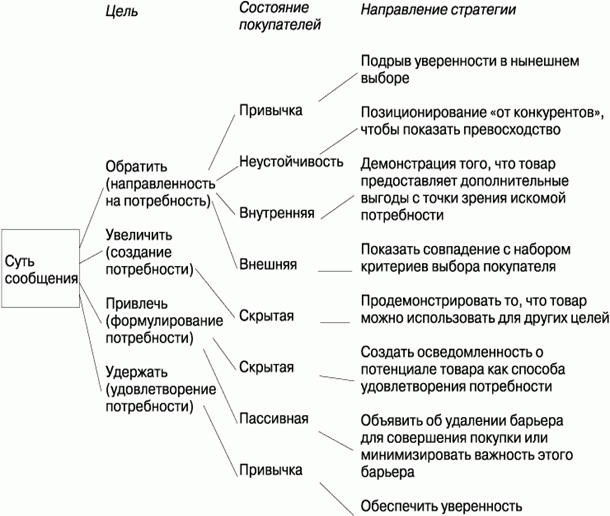 Цель
Состояние
покупателей
Направление стратегии
Суть
сообщения
Обратить
(направленность
на потребность)
Увеличить
(создание
потребности)
Привлечь
(формулирование
потребности)
Удержать
(удовлетворение
потребности)
Привычка
Неустойчивость
Внутренняя
Внешняя
Скрытая
Скрытая
Пассивная
Привычка
Подрыв уверенности в нынешнем
выборе
Позиционирование «от конкурентов»,
чтобы показать превосходство
Демонстрация того, что товар
предоставляет дополнительные
выгоды с точки зрения искомой
потребности
Показать совпадение с набором
критериев выбора покупателя
Продемонстрировать то, что товар
можно использовать для других целей
Создать осведомленность о
потенциале товара как способа
удовлетворения потребности
Объявить об удалении барьера
для совершения покупки или
минимизировать важность этого
барьера
Обеспечить уверенность